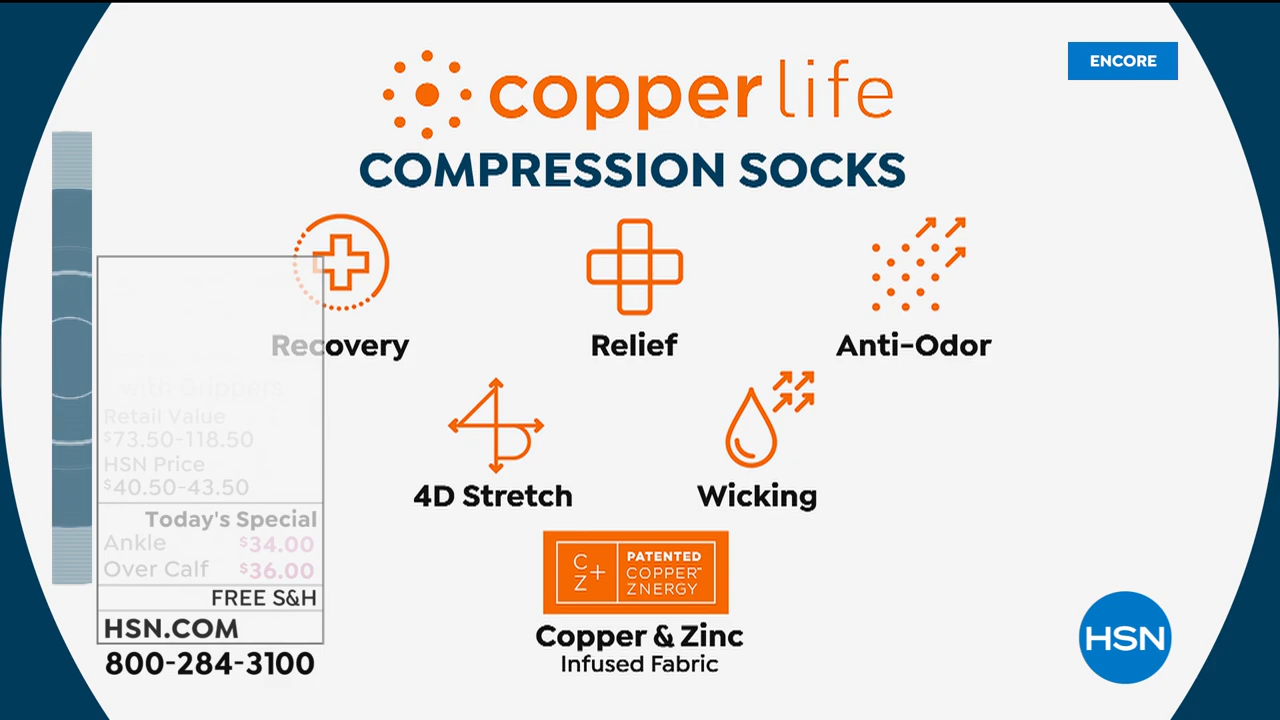 ENCORE
copper life
COMPRESSION SOCKS
Recovery
Relief
Anti-Odor
4D Stretch
Wicking
C+
Z
PATENTED
COPPER™
ZNERGY
Copper & Zinc
Infused Fabric
with Grippers
Retail Value
$73.50-118.50
HSN Price
$40.50-43.50
Today's Special
Ankle $34.00
Over Calf $36.00
FREE S&H
HSN.COM
800-284-3100
HSN